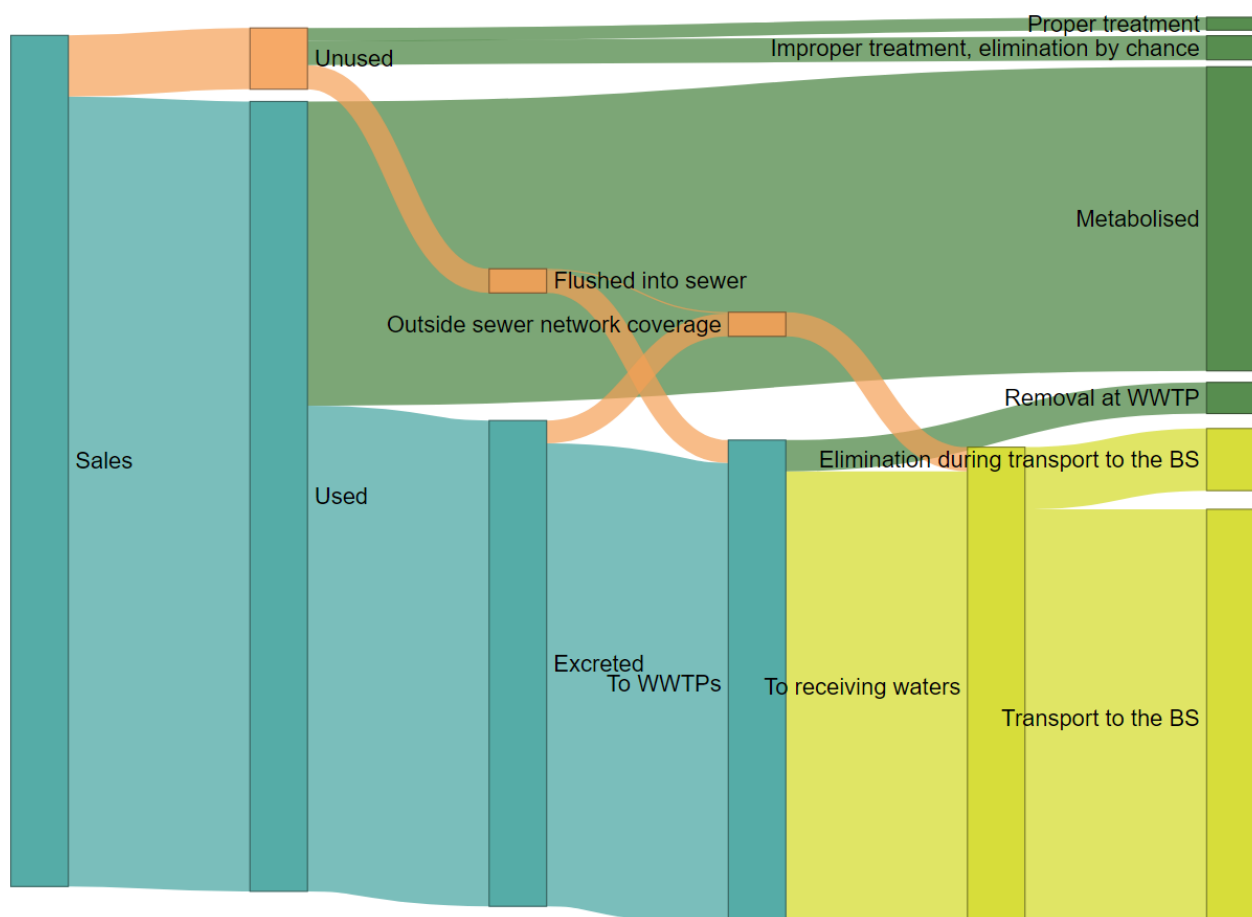 Proper treatment
Improper treatment, elimination by chance
Unused
Metabolised
Flushed into sewer
Outside sewer network coverage
Removal at WWTP
Sales
Elimination during transport to the BS
Used
Excreted
To WWTPs
To receiving waters
Transport to the BS